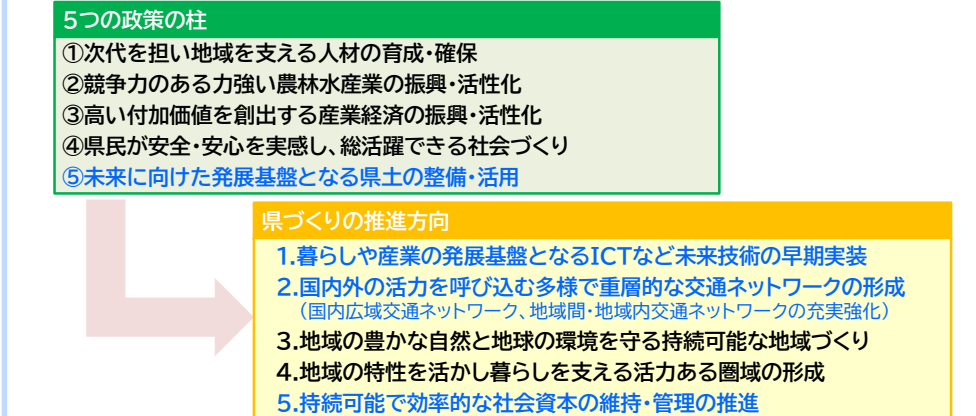 5つの政策の柱
①次代を担い地域を支える人材の育成・確保
②競争力のある力強い農林水産業の振興・活性化
③高い付加価値を創出する産業経済の振興・活性化
④県民が安全・安心を実感し、総活躍できる社会づくり
⑤未来に向けた発展基盤となる県土の整備・活用
県づくりの推進方向
1.暮らしや産業の発展基盤となるICTなど未来技術の早期実装
2.国内外の活力を呼び込む多様で重層的な交通ネットワークの形成
（国内広域交通ネットワーク、地域間・地域内交通ネットワークの充実強化）
3.地域の豊かな自然と地球の環境を守る持続可能な地域づくり
4.地域の特性を活かし暮らしを支える活力ある圏域の形成
5.持続可能で効率的な社会資本の維持・管理の推進